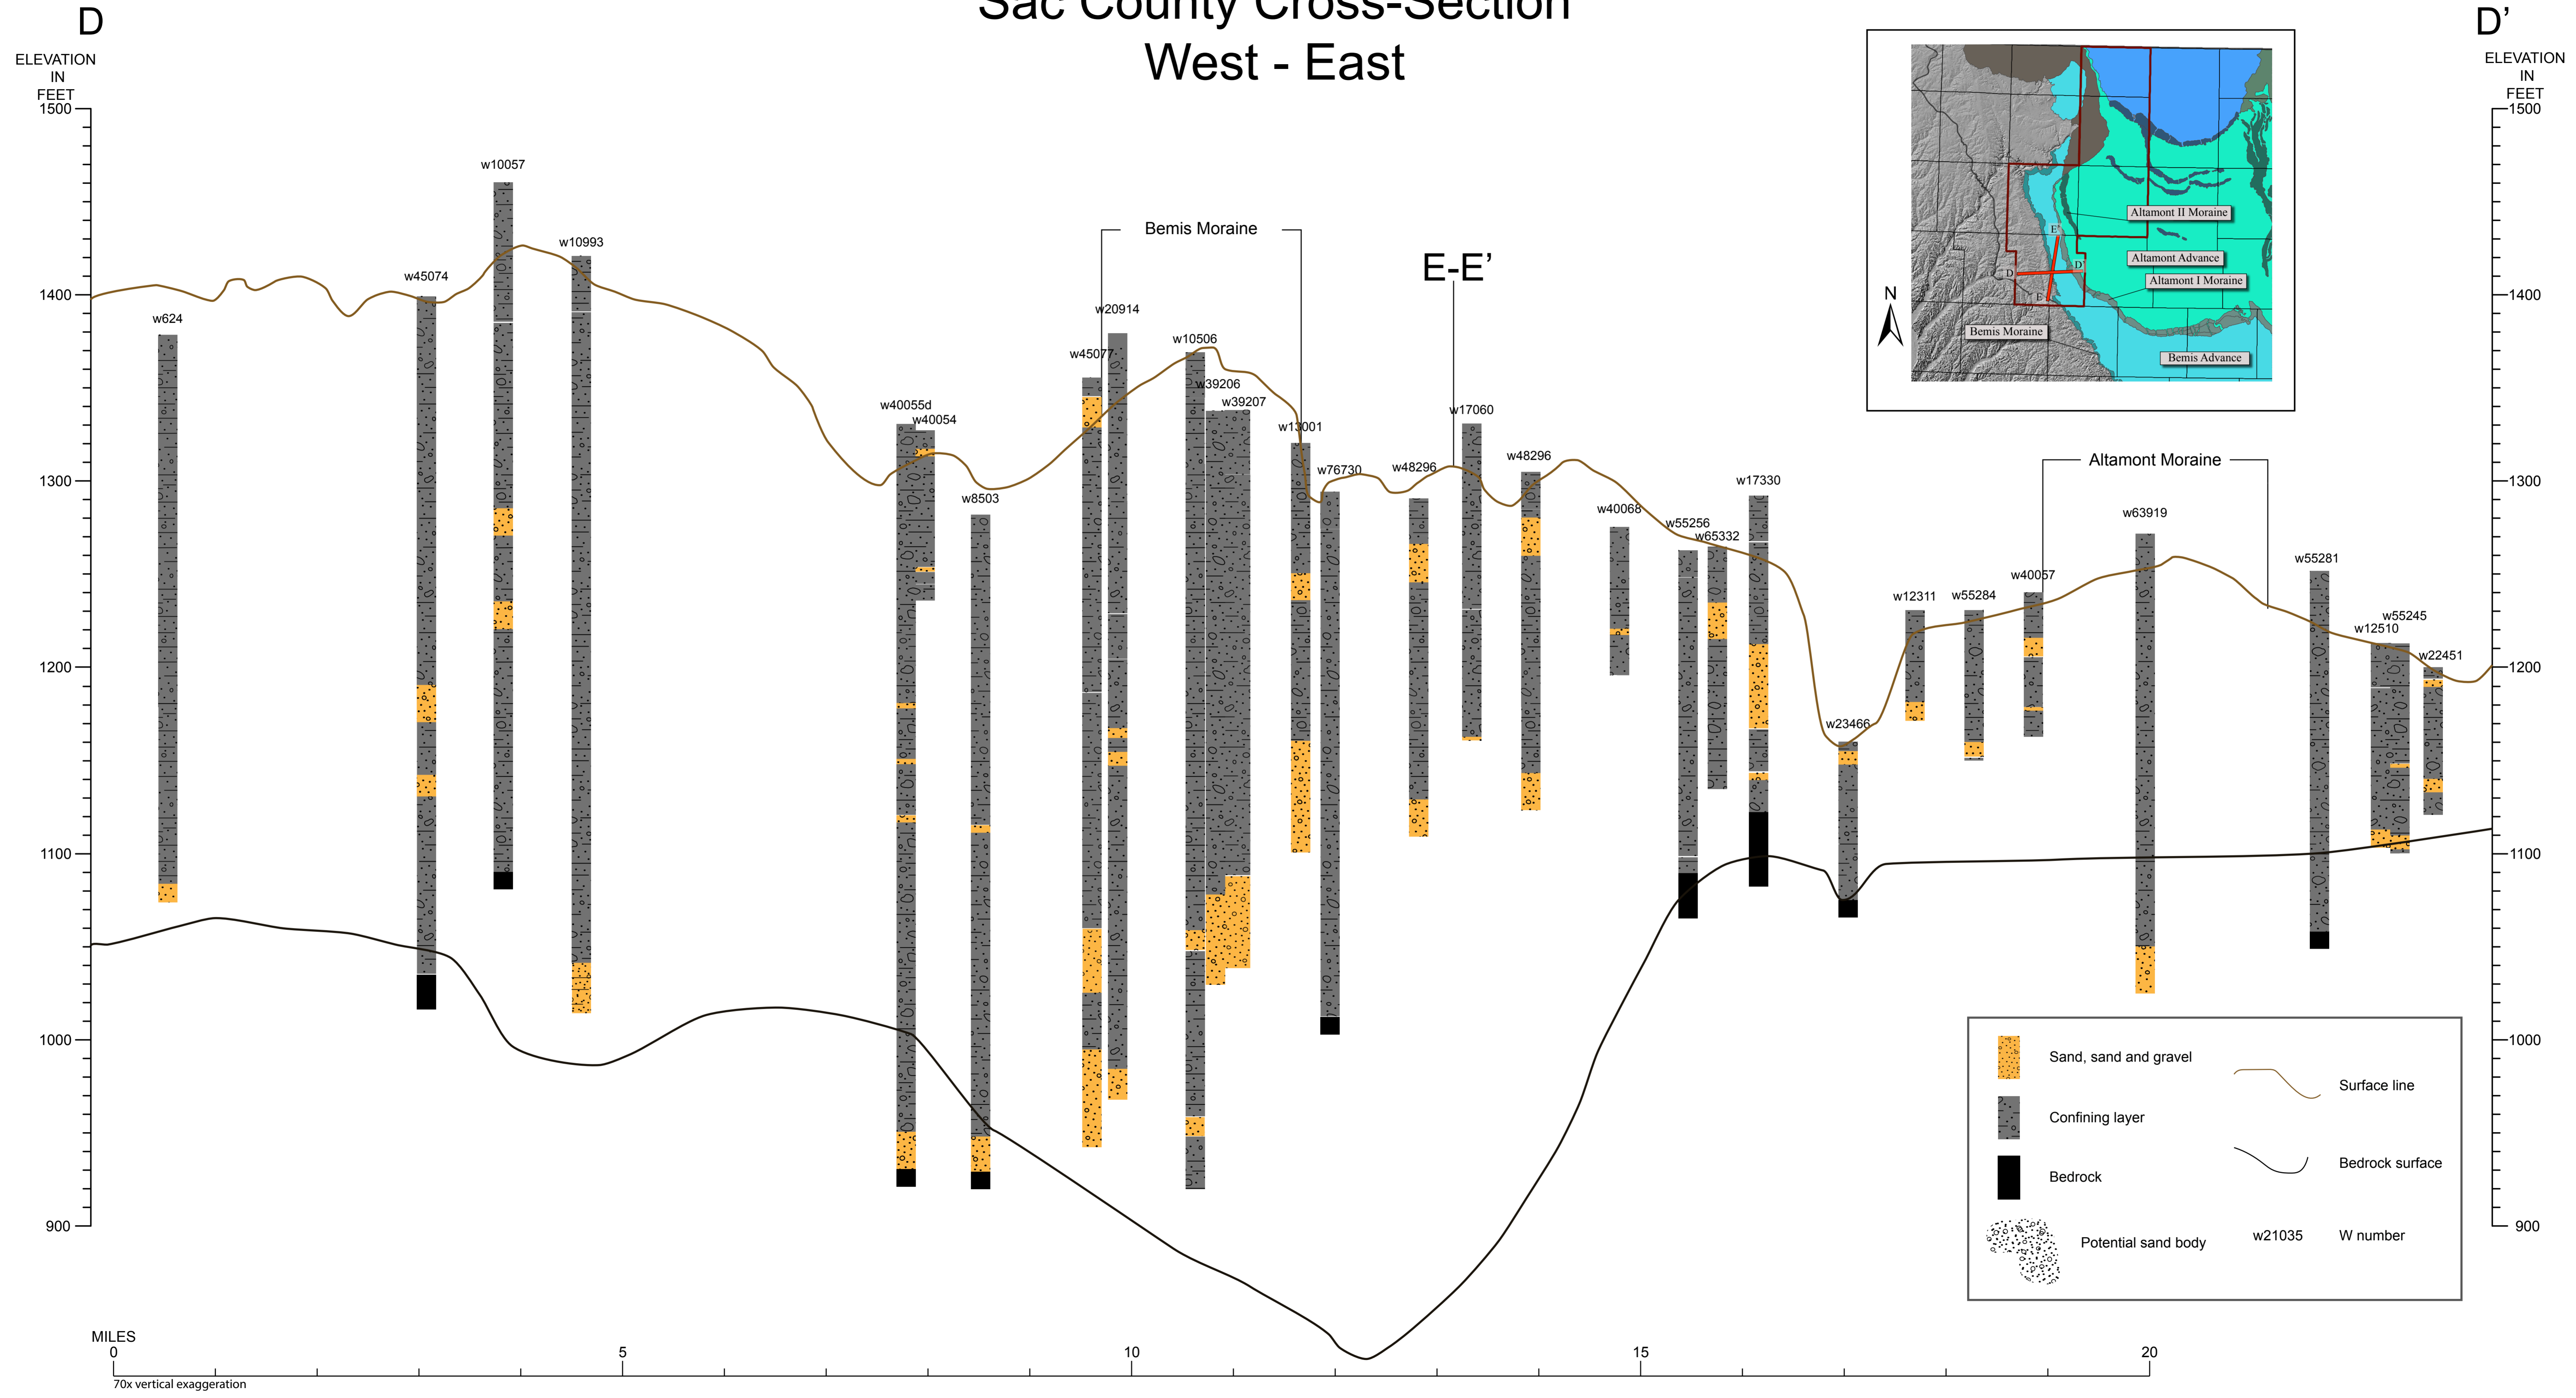 Sac County Cross-Section
West - East
D
D’
ELEVATION
IN
FEET
ELEVATION
IN
FEET
1500
1400
1300
1200
1100
1000
900
1500
1400
1300
1200
1100
1000
900
w624
w45074
w10057
w10993
w40055d
w40054
w8503
Bemis Moraine
w45077
w20914
w10506
w39206
w39207
w13001
w76730
w48296
E-E’
w17060
w48296
w40068
w55256
w65332
w17330
w23466
w12311
w55284
w40057
Altamont Moraine
w63919
w55281
w12510
w55245
w22451
N
Altamont II Moraine
Altamont Advance
Altamont I Moraine
Bemis Moraine
Bemis Advance
E'
D
D'
E
Sand, sand and gravel
Confining layer
Bedrock
Potential sand body
Surface line
Bedrock surface
w21035
W number
MILES
0
5
10
15
20
70x vertical exaggeration